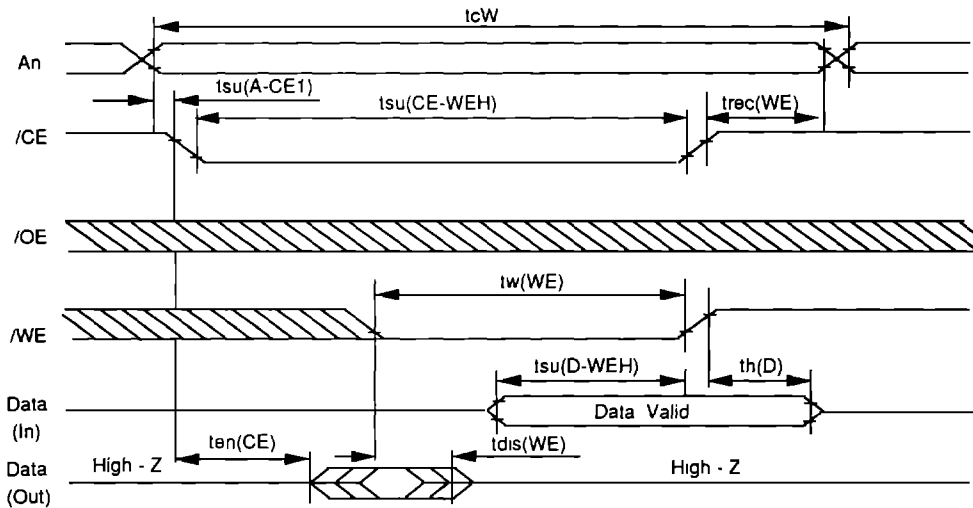 tcW
An
tsu(A-CE1)
tsu(CE-WEH)
trec(WE)
/CE
/OE
tw(WE)
/WE
tsu(D-WEH)
th(D)
Data
(In)
Data Valid
ten(CE)
tdis(WE)
Data
(Out)
High - Z
High - Z